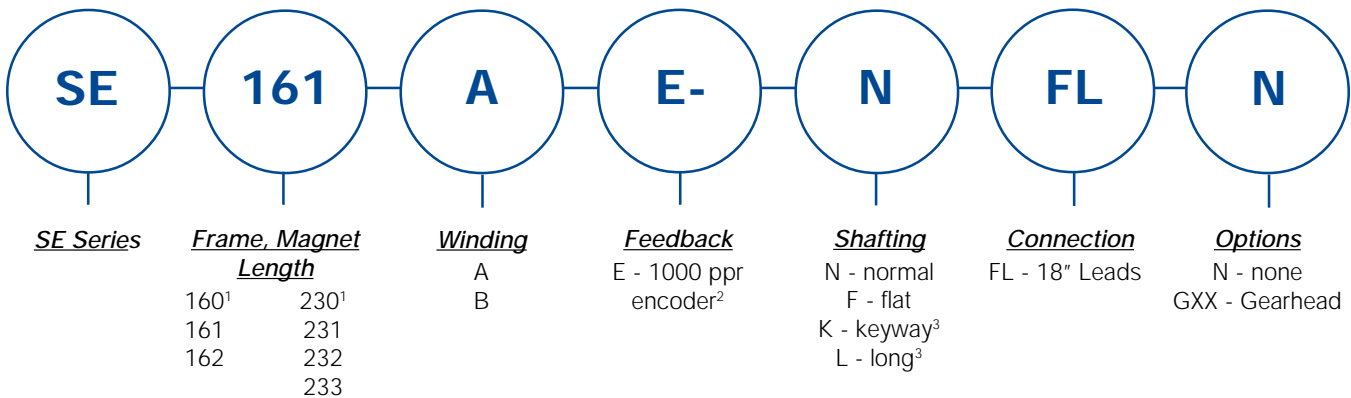 SE 161 A E- N FL N
SE Series
Frame, Magnet
Length
160¹ 230¹
161 231
162 232
233
Winding
A
B
Feedback
E - 1000 ppr
encoder²
Shafting
N - normal
F - flat
K - keyway³
L - long³
Connection
FL - 18" Leads
Options
N - none
GXX - Gearhead